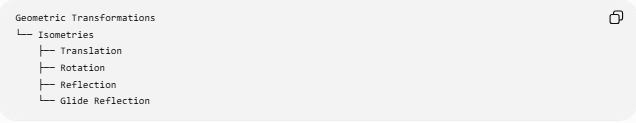 Geometric Transformations
└── Isometries
    ├── Translation
    ├── Rotation
    ├── Reflection
    └── Glide Reflection